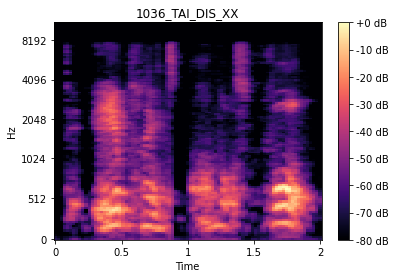 1036_TAI_DIS_XX
8192
4096
2048
1024
512
0
Hz
0
0.5
1
1.5
2
Time
+0 dB
-10 dB
-20 dB
-30 dB
-40 dB
-50 dB
-60 dB
-70 dB
-80 dB